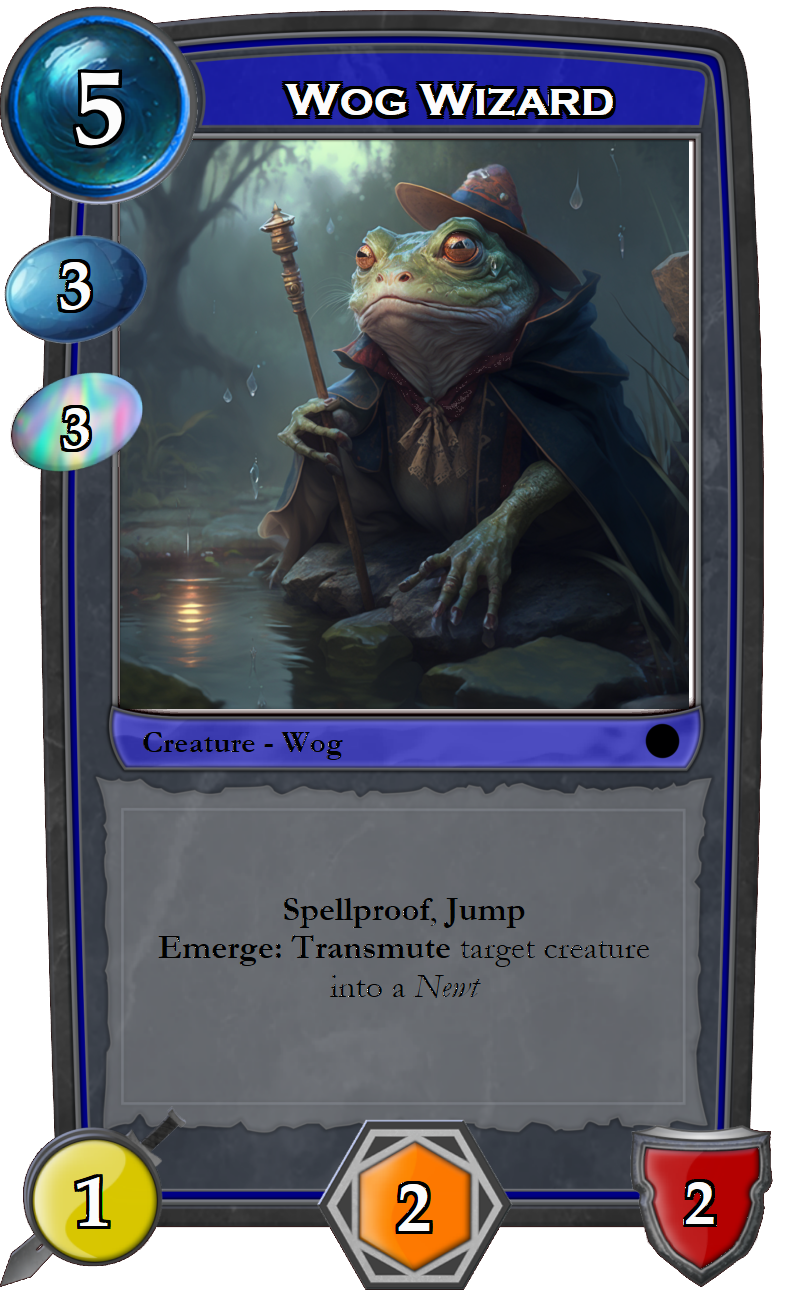 5
Wog Wizard
3
3
Creature - Wog
Spellproof, Jump
Emerge: Transmute target creature
into a Newt
1
2
2